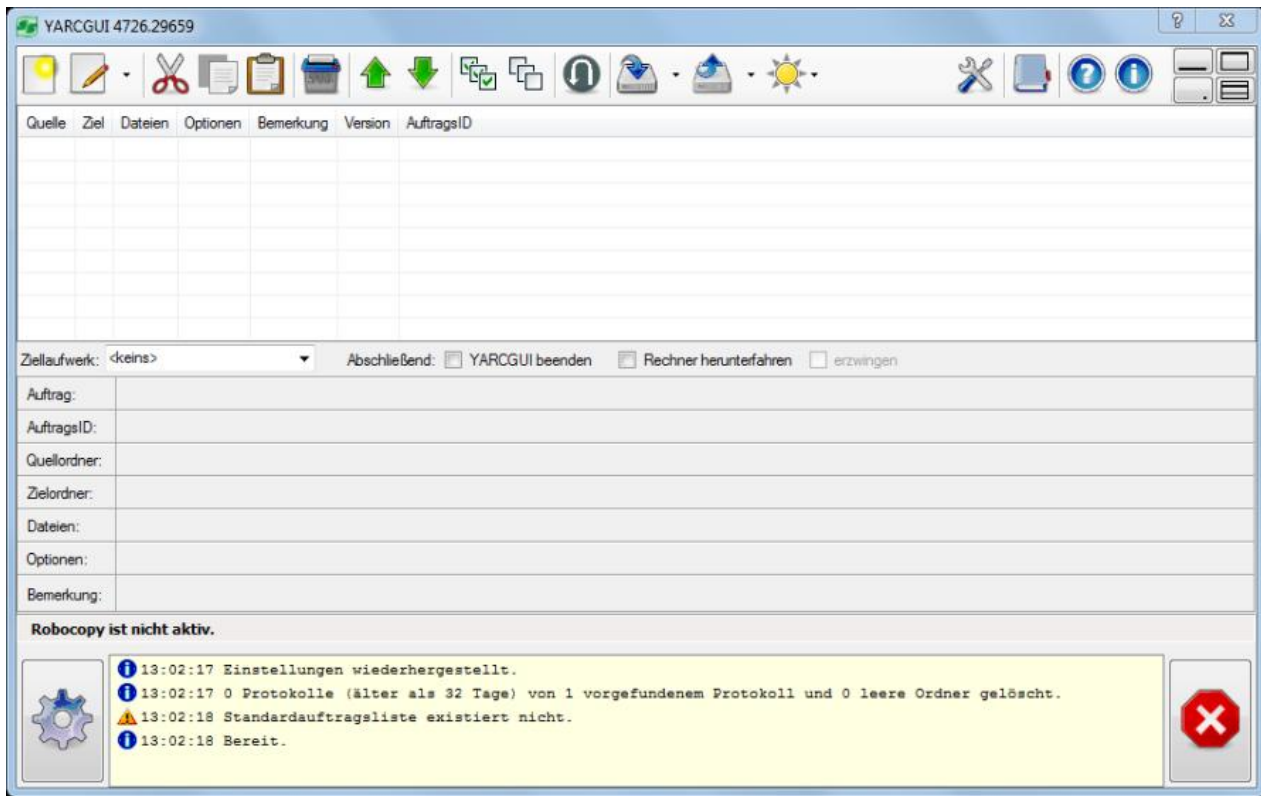 YARCGUI 4726.29659
Quelle Ziel Dateien Optionen Bemerkung Version AuftragsID
Ziellaufwerk: <keins> Abschließend: YARCGUI beenden Rechner herunterfahren erzwingen
Auftrag:
AuftragsID:
Quellordner:
Zielordner:
Dateien:
Optionen:
Bemerkung:
Robocopy ist nicht aktiv.
13:02:17 Einstellungen wiederhergestellt.
13:02:17 0 Protokolle (älter als 32 Tage) von 1 vorgefundenem Protokoll und 0 leere Ordner gelöscht.
13:02:18 Standardauftragsliste existiert nicht.
13:02:18 Bereit.